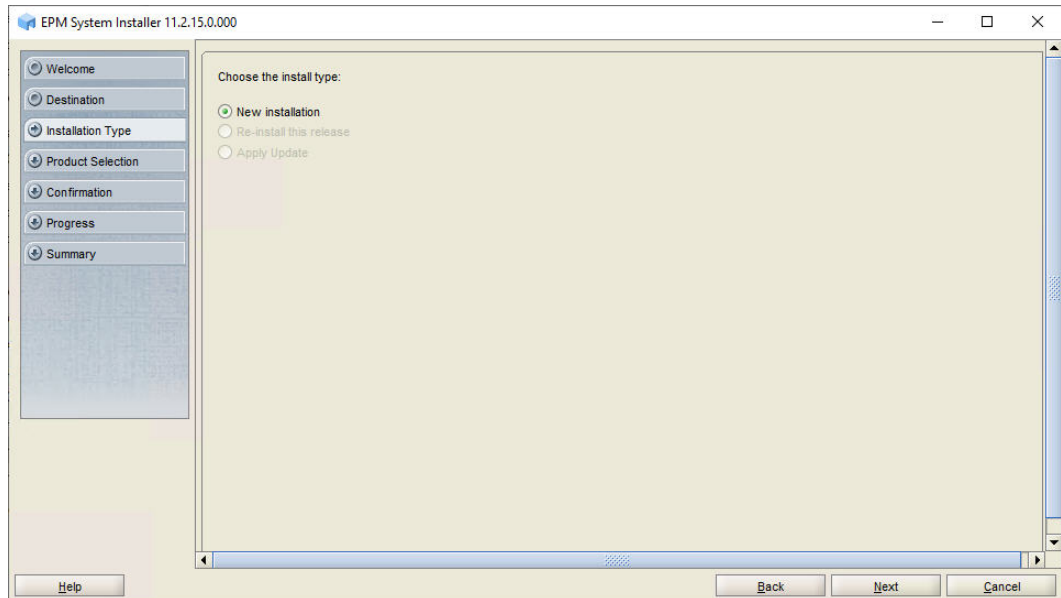 EPM System Installer 11.2.15.0.000
Welcome
Destination
Installation Type
Product Selection
Confirmation
Progress
Summary
Choose the install type:
New installation
Re-install this release
Apply Update
Help
Back
Next
Cancel